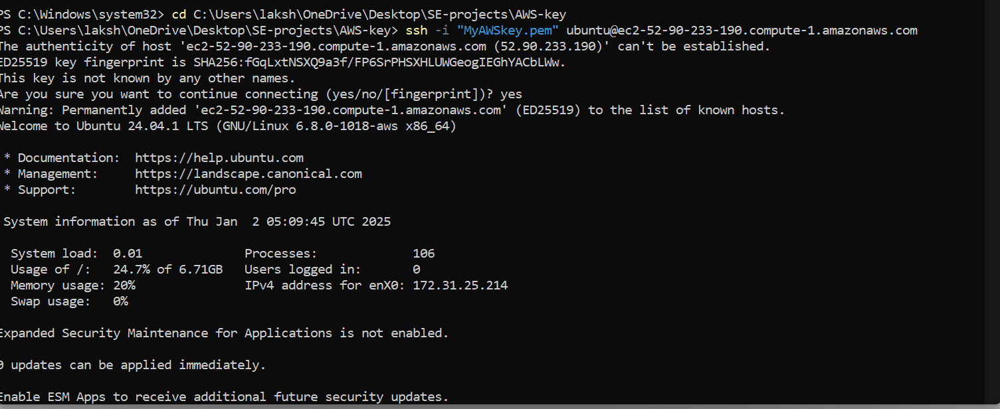 PS C:\Windows\system32> cd C:\Users\laksh\OneDrive\Desktop\SE-projects\AWS-key
PS C:\Users\laksh\OneDrive\Desktop\SE-projects\AWS-key> ssh -i "MyAWSkey.pem" ubuntu@ec2-52-90-233-190.compute-1.amazonaws.com
The authenticity of host 'ec2-52-90-233-190.compute-1.amazonaws.com (52.90.233.190)' can't be established.
ED25519 key fingerprint is SHA256:fGqLxtNSXQ9a3f/FP6SrPHSXHLUWGeogIEGhYACbLWw.
This key is not known by any other names.
Are you sure you want to continue connecting (yes/no/[fingerprint])? yes
Warning: Permanently added 'ec2-52-90-233-190.compute-1.amazonaws.com' (ED25519) to the list of known hosts.
Welcome to Ubuntu 24.04.1 LTS (GNU/Linux 6.8.0-1018-aws x86_64)

 * Documentation:  https://help.ubuntu.com
 * Management:     https://landscape.canonical.com
 * Support:        https://ubuntu.com/pro

 System information as of Thu Jan  2 05:09:45 UTC 2025

  System load:  0.01              Processes:             106
  Usage of /:   24.7% of 6.71GB   Users logged in:       0
  Memory usage: 20%               IPv4 address for enX0: 172.31.25.214
  Swap usage:   0%

Expanded Security Maintenance for Applications is not enabled.

0 updates can be applied immediately.

Enable ESM Apps to receive additional future security updates.